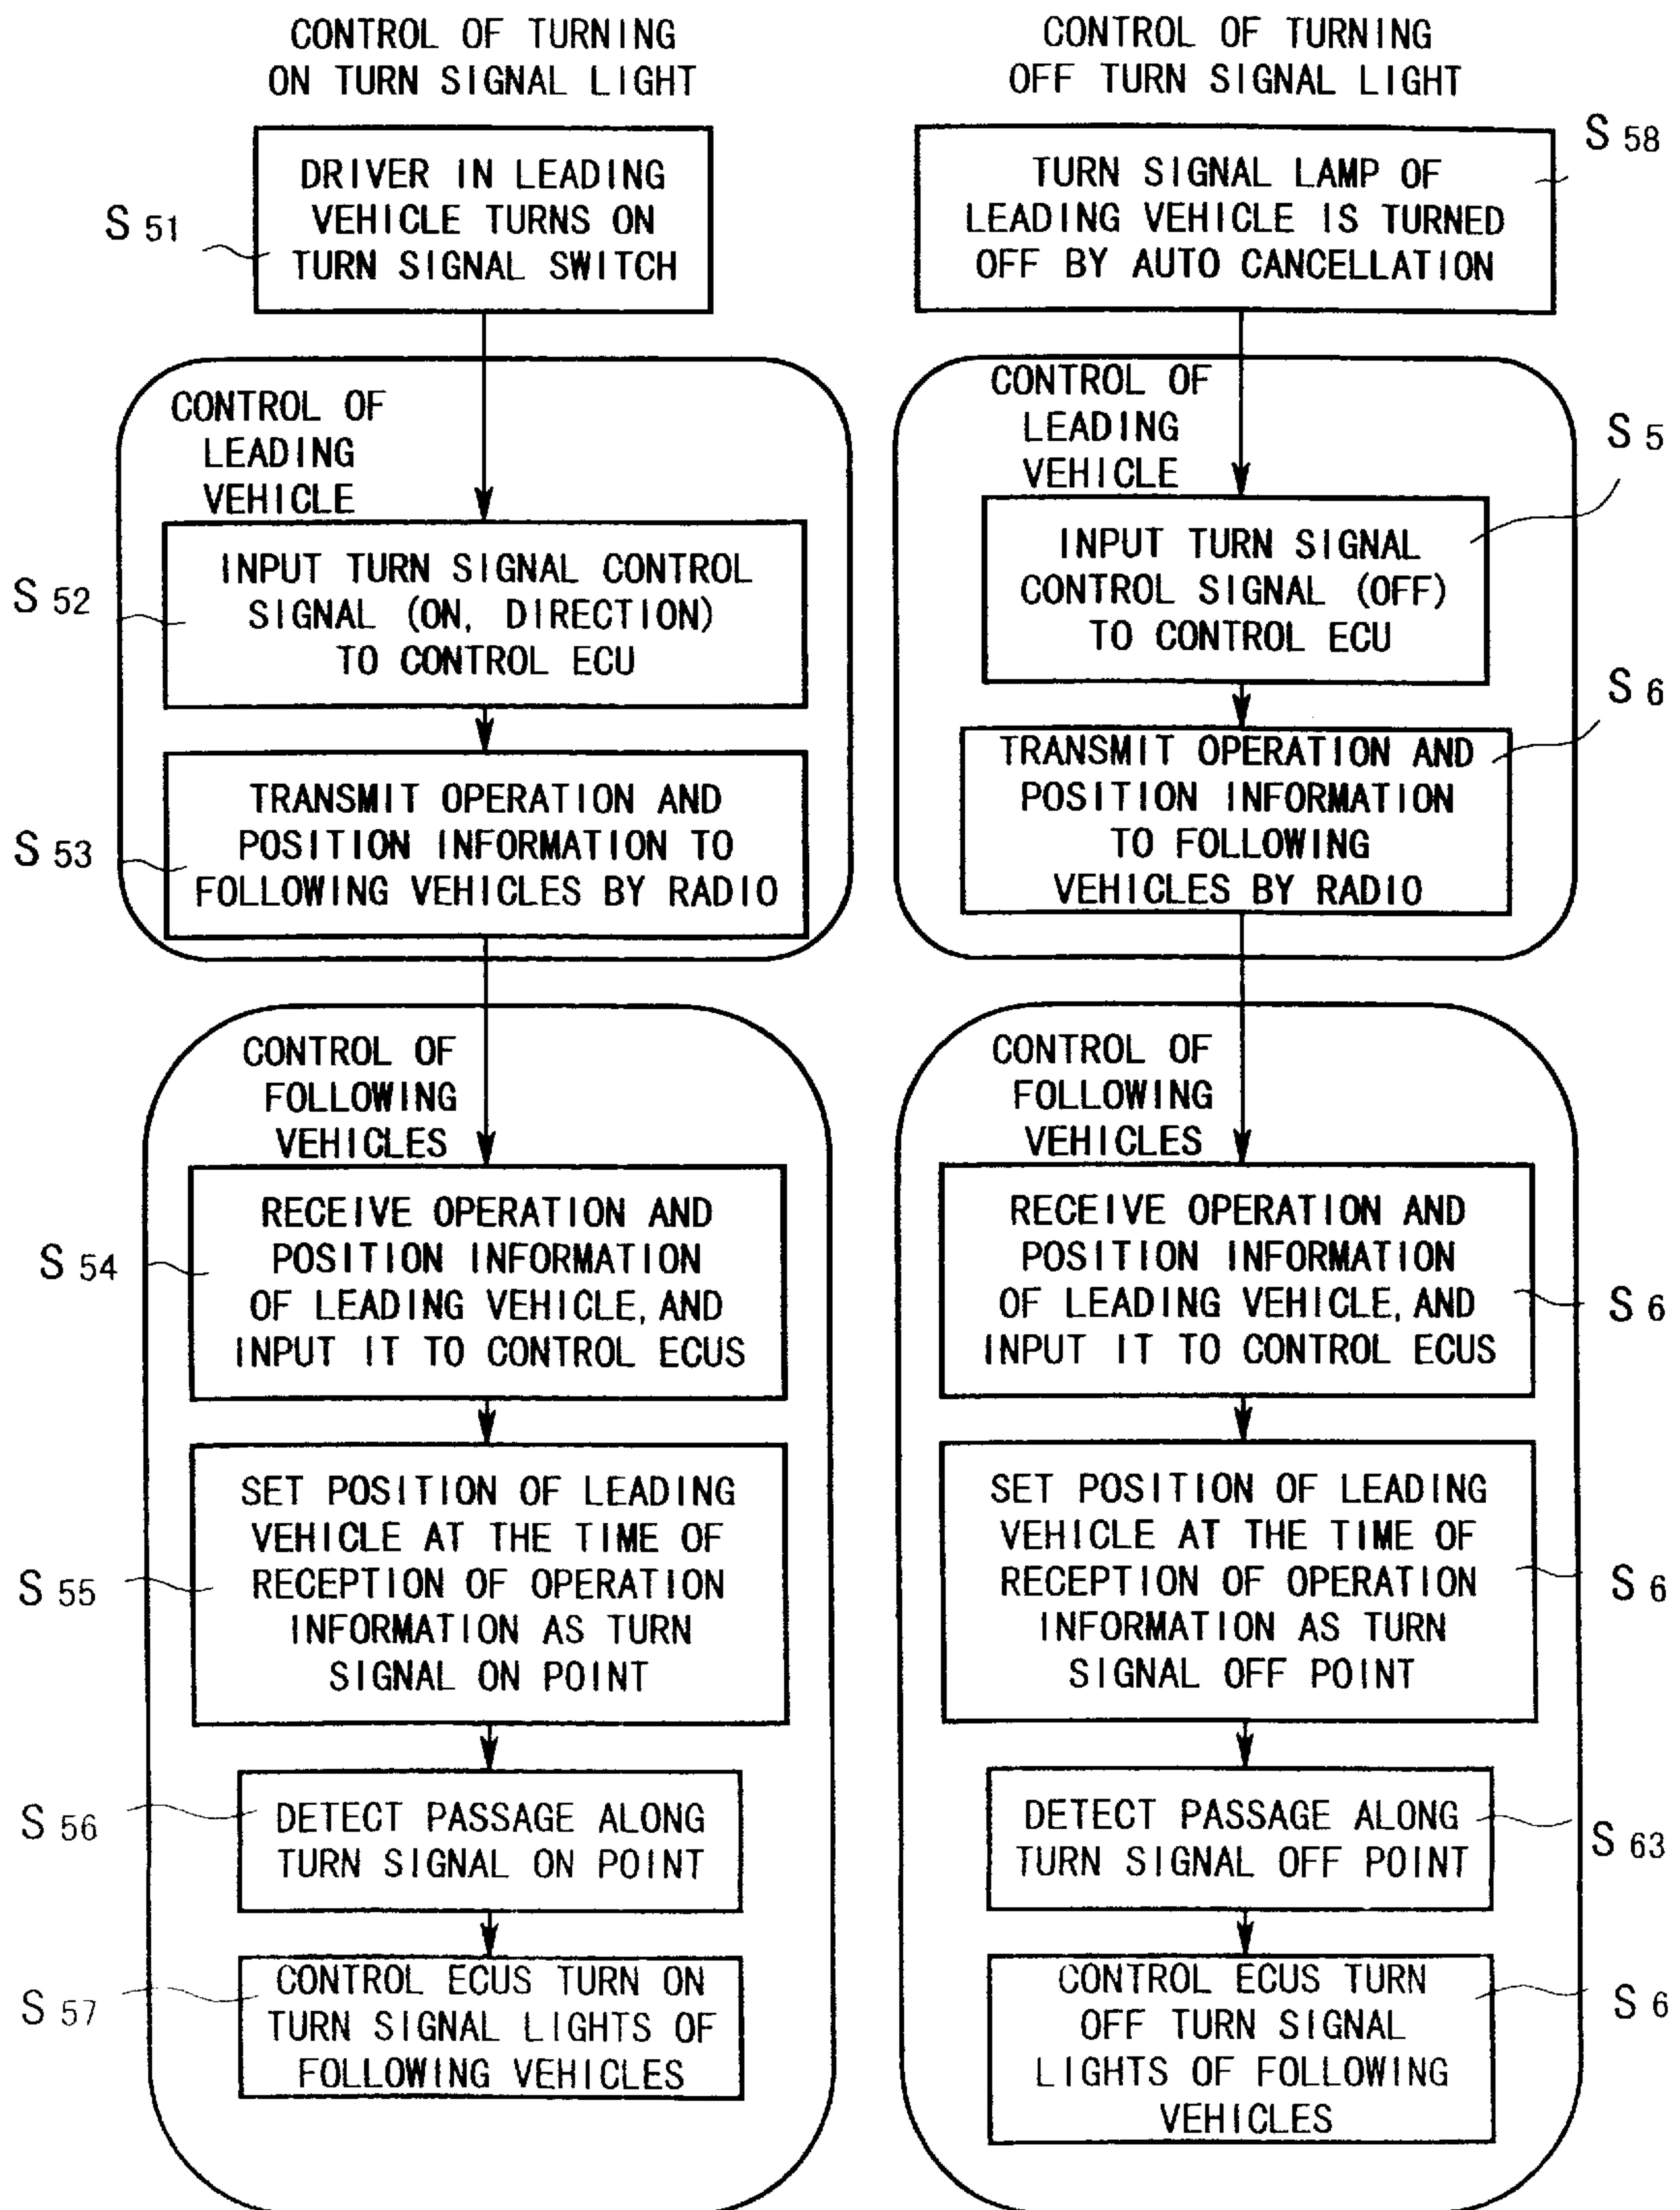 CONTROL OF TURNING
ON TURN SIGNAL LIGHT
S 51
DRIVER IN LEADING
VEHICLE TURNS ON
TURN SIGNAL SWITCH
CONTROL OF
LEADING
VEHICLE
S 52
INPUT TURN SIGNAL CONTROL
SIGNAL (ON, DIRECTION)
TO CONTROL ECU
S 53
TRANSMIT OPERATION AND
POSITION INFORMATION TO
FOLLOWING VEHICLES BY RADIO
CONTROL OF
FOLLOWING
VEHICLES
S 54
RECEIVE OPERATION AND
POSITION INFORMATION
OF LEADING VEHICLE, AND
INPUT IT TO CONTROL ECUS
S 55
SET POSITION OF LEADING
VEHICLE AT THE TIME OF
RECEPTION OF OPERATION
INFORMATION AS TURN
SIGNAL ON POINT
S 56
DETECT PASSAGE ALONG
TURN SIGNAL ON POINT
S 57
CONTROL ECUS TURN ON
TURN SIGNAL LIGHTS OF
FOLLOWING VEHICLES
CONTROL OF TURNING
OFF TURN SIGNAL LIGHT
S 58
TURN SIGNAL LAMP OF
LEADING VEHICLE IS TURNED
OFF BY AUTO CANCELLATION
CONTROL OF
LEADING
VEHICLE
S 5
INPUT TURN SIGNAL
CONTROL SIGNAL (OFF)
TO CONTROL ECU
S 6
TRANSMIT OPERATION AND
POSITION INFORMATION
TO FOLLOWING
VEHICLES BY RADIO
CONTROL OF
FOLLOWING
VEHICLES
RECEIVE OPERATION AND
POSITION INFORMATION
OF LEADING VEHICLE, AND
INPUT IT TO CONTROL ECUS
S 6
SET POSITION OF LEADING
VEHICLE AT THE TIME OF
RECEPTION OF OPERATION
INFORMATION AS TURN
SIGNAL OFF POINT
S 6
DETECT PASSAGE ALONG
TURN SIGNAL OFF POINT
S 63
CONTROL ECUS TURN
OFF TURN SIGNAL
LIGHTS OF FOLLOWING
VEHICLES
S 6